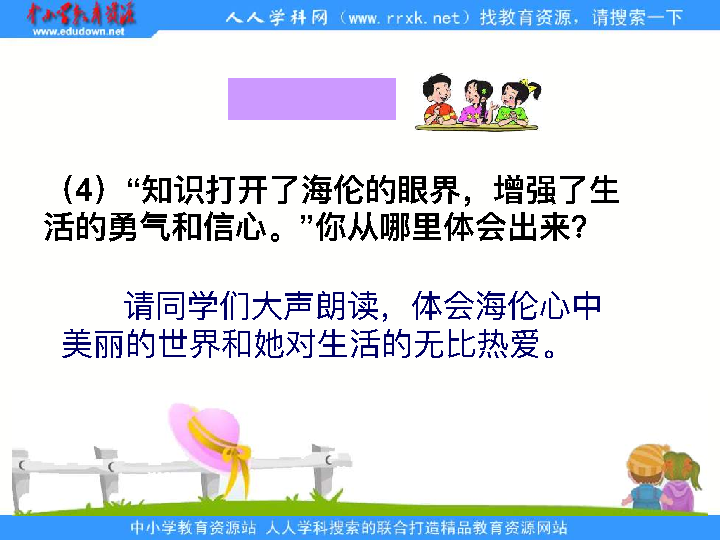 中小学教育资源
www.edudown.net
人人学科网（www.rrxk.net）找教育资源，请搜索一下
（4）“知识打开了海伦的眼界，增强了生
活的勇气和信心。”你从哪里体会出来？
请同学们大声朗读，体会海伦心中
美丽的世界和她对生活的无比热爱。
中小学教育资源站 人人学科搜索的联合打造精品教育资源网站